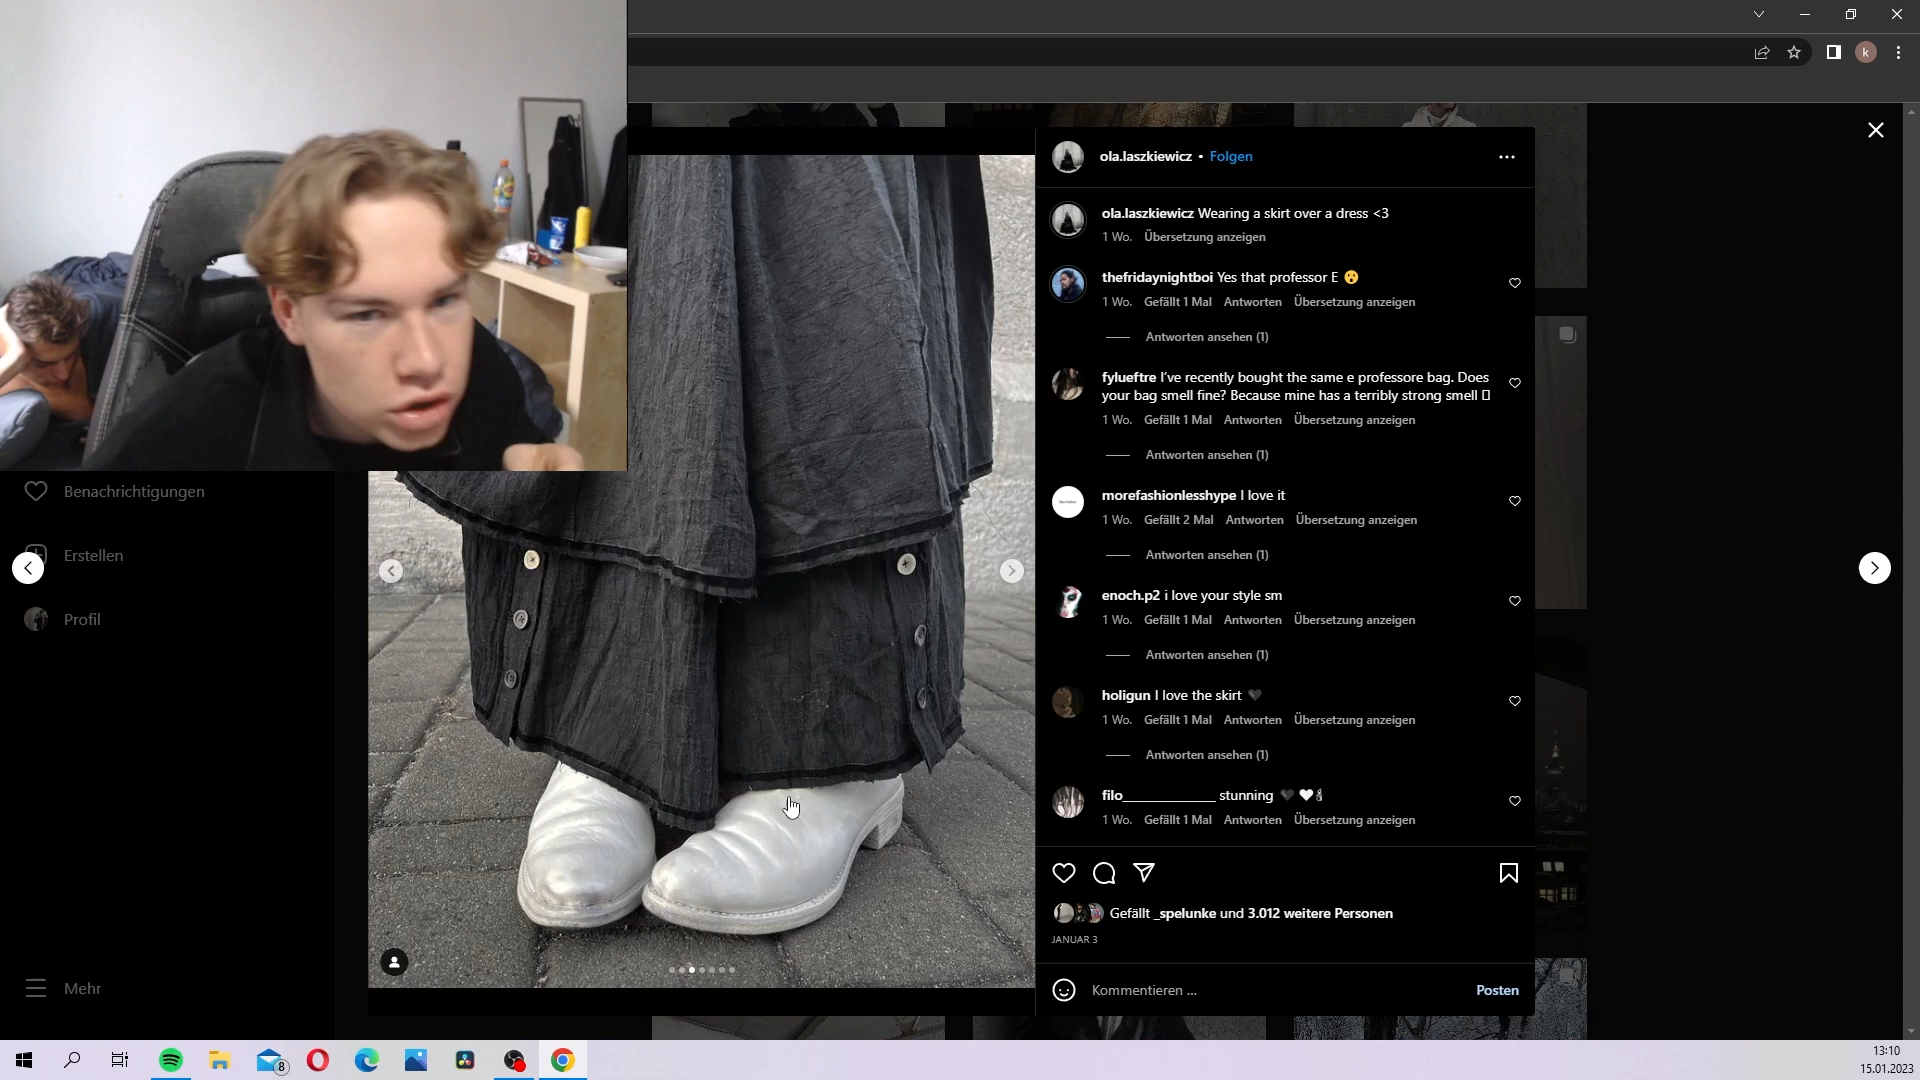 k
ola.laszkiewicz • Folgen
ola.laszkiewicz Wearing a skirt over a dress <3
1 Wo. Übersetzung anzeigen
thefridaynightboi Yes that professor E 😯
1 Wo. Gefällt 1 Mal Antworten Übersetzung anzeigen
Antworten ansehen (1)
fylueftre I've recently bought the same e professore bag. Does
your bag smell fine? Because mine has a terribly strong smell ▯
1 Wo. Gefällt 1 Mal Antworten Übersetzung anzeigen
Antworten ansehen (1)
morefashionlesshype I love it
1 Wo. Gefällt 2 Mal Antworten Übersetzung anzeigen
Antworten ansehen (1)
enoch.p2 i love your style sm
1 Wo. Gefällt 1 Mal Antworten Übersetzung anzeigen
Antworten ansehen (1)
holigun I love the skirt 🖤
1 Wo. Gefällt 1 Mal Antworten Übersetzung anzeigen
Antworten ansehen (1)
filo______________ stunning 🖤🤍🕯
1 Wo. Gefällt 1 Mal Antworten Übersetzung anzeigen
Gefällt _spelunke und 3.012 weitere Personen
JANUAR 3
Kommentieren ...
Posten
Benachrichtigungen
Erstellen
Profil
Mehr
8
13:10
15.01.2023